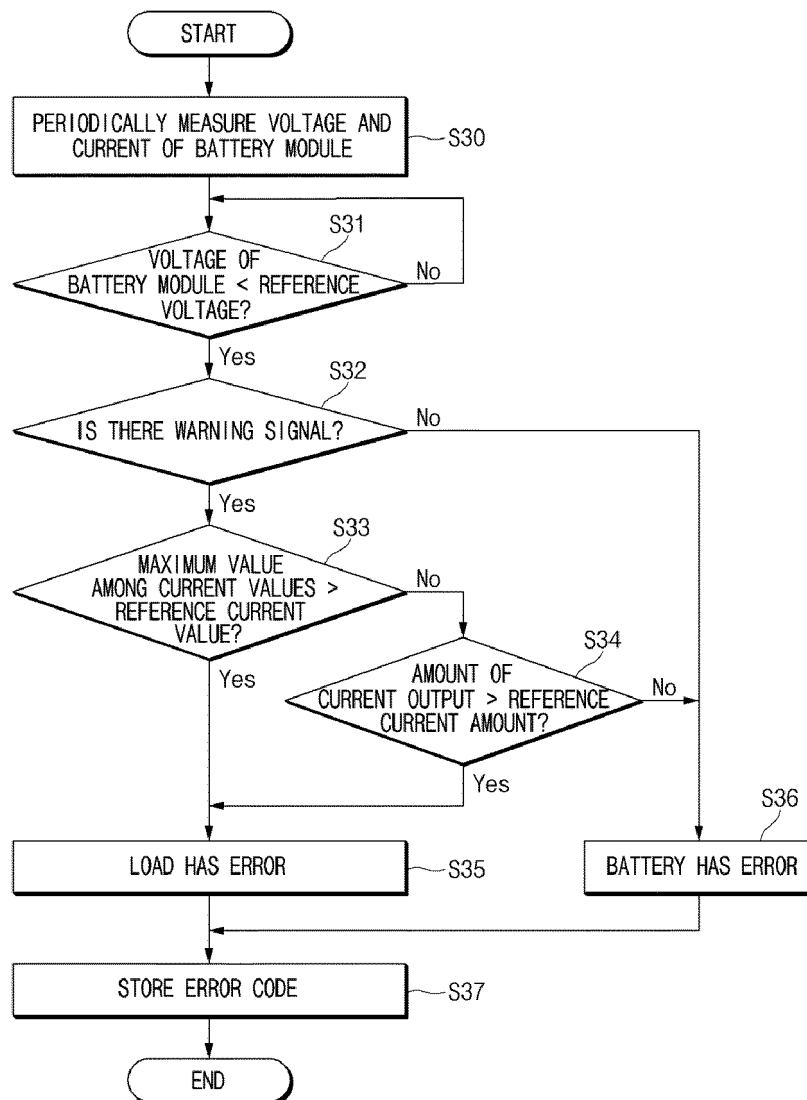 START
PERIODICALLY MEASURE VOLTAGE AND
CURRENT OF BATTERY MODULE
S30
S31
VOLTAGE OF
BATTERY MODULE < REFERENCE
VOLTAGE?
No
Yes
S32
IS THERE WARNING SIGNAL?
No
Yes
S33
MAXIMUM VALUE
AMONG CURRENT VALUES >
REFERENCE CURRENT
VALUE?
No
Yes
S34
AMOUNT OF
CURRENT OUTPUT > REFERENCE
CURRENT AMOUNT?
No
Yes
LOAD HAS ERROR
S35
S36
BATTERY HAS ERROR
STORE ERROR CODE
S37
END